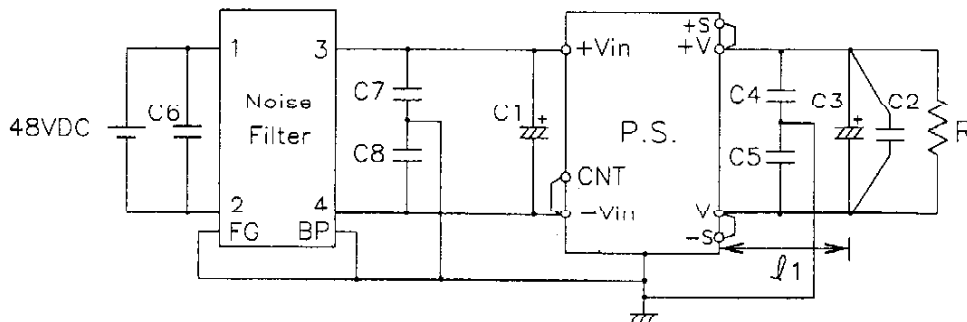 +S
1
3
+Vin
+V
C6
Noise
Filter
C7
C1
+
C4
C3
C2
48VDC
P.S.
+
R
C8
C5
CNT
2
4
-Vin
V
FG
BP
-S
ℓ1